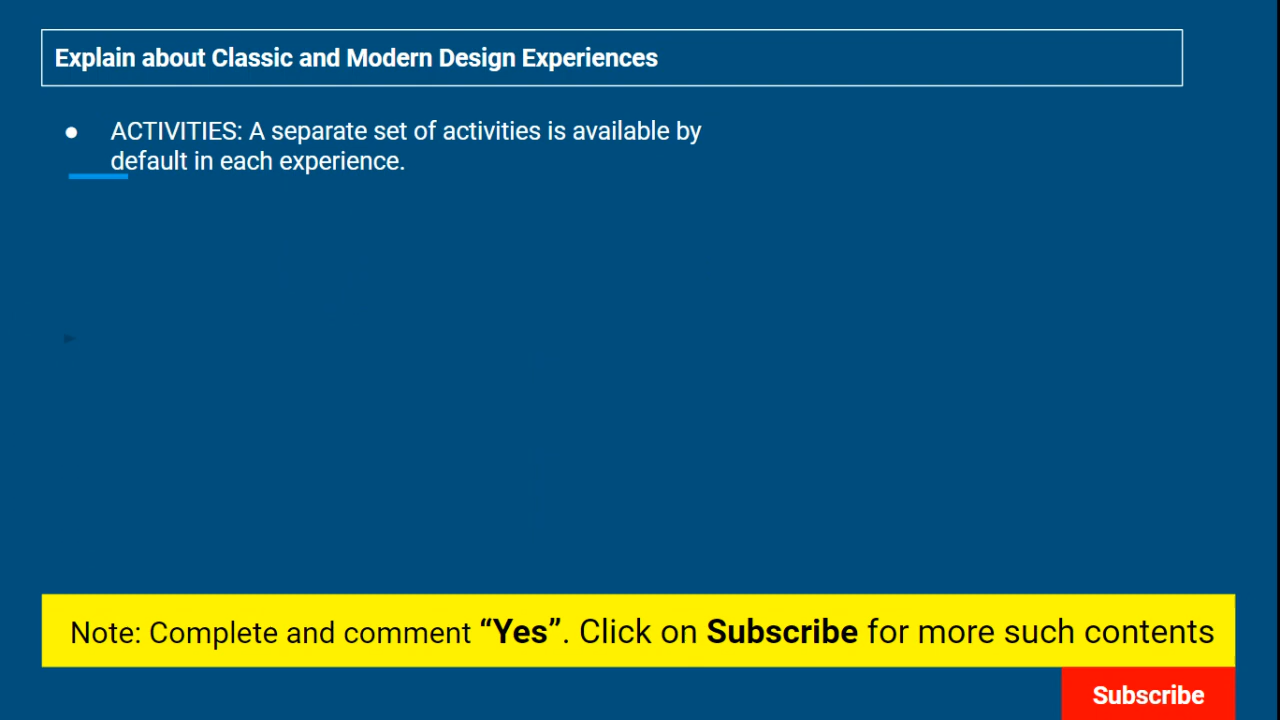 Explain about Classic and Modern Design Experiences
● ACTIVITIES: A separate set of activities is available by
default in each experience.
Note: Complete and comment “Yes”. Click on Subscribe for more such contents
Subscribe